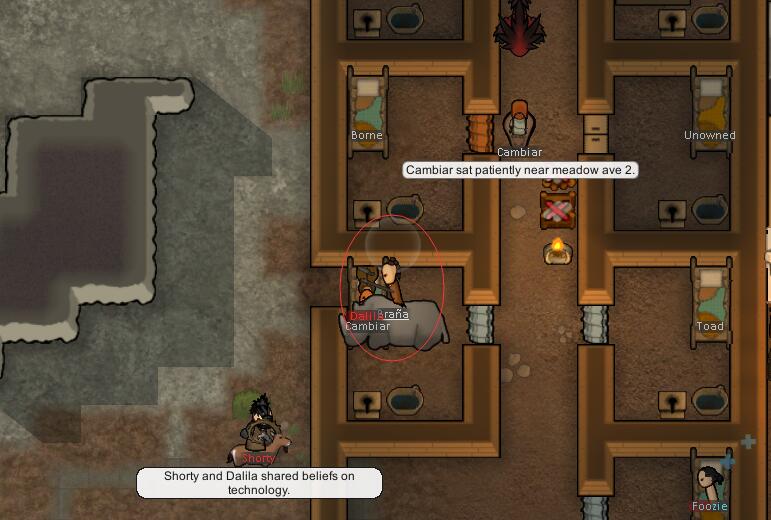 Borne
Unowned
Cambiar
Cambiar sat patiently near meadow ave 2.
Dalila
raña
Cambiar
Toad
Shorty
Shorty and Dalila shared beliefs on
technology.
Foozie